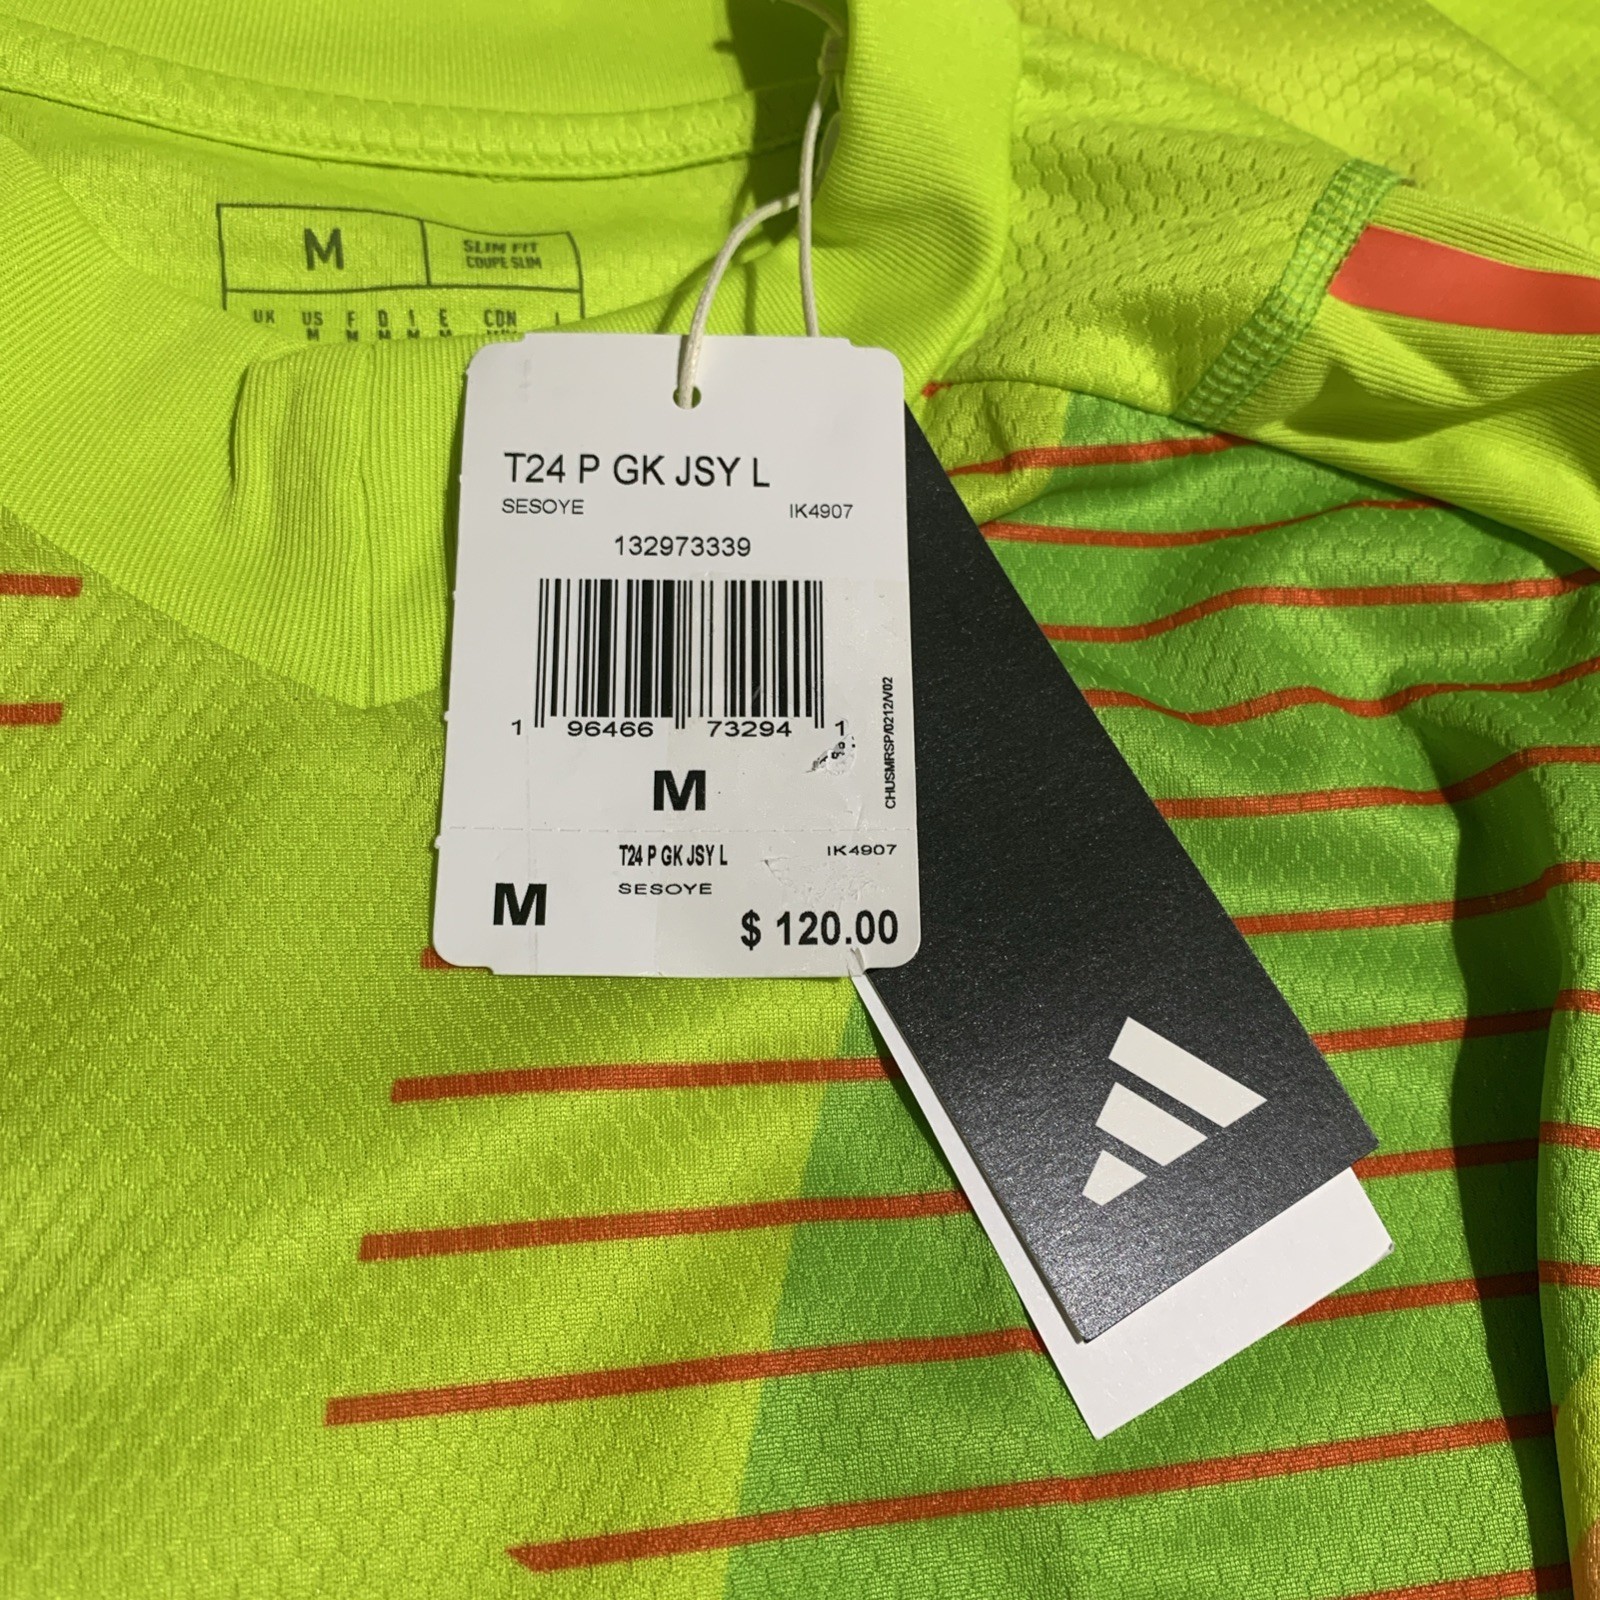 M
SLIM FIT
COUPE SLIM
UK US F D I E CDN
M M M M M M
T24 P GK JSY L
SESOYE IK4907
132973339
1 96466 73294 1
CHUSMRSP/0212/V02
M
T24 P GK JSY L IK4907
SESOYE
M
$ 120.00